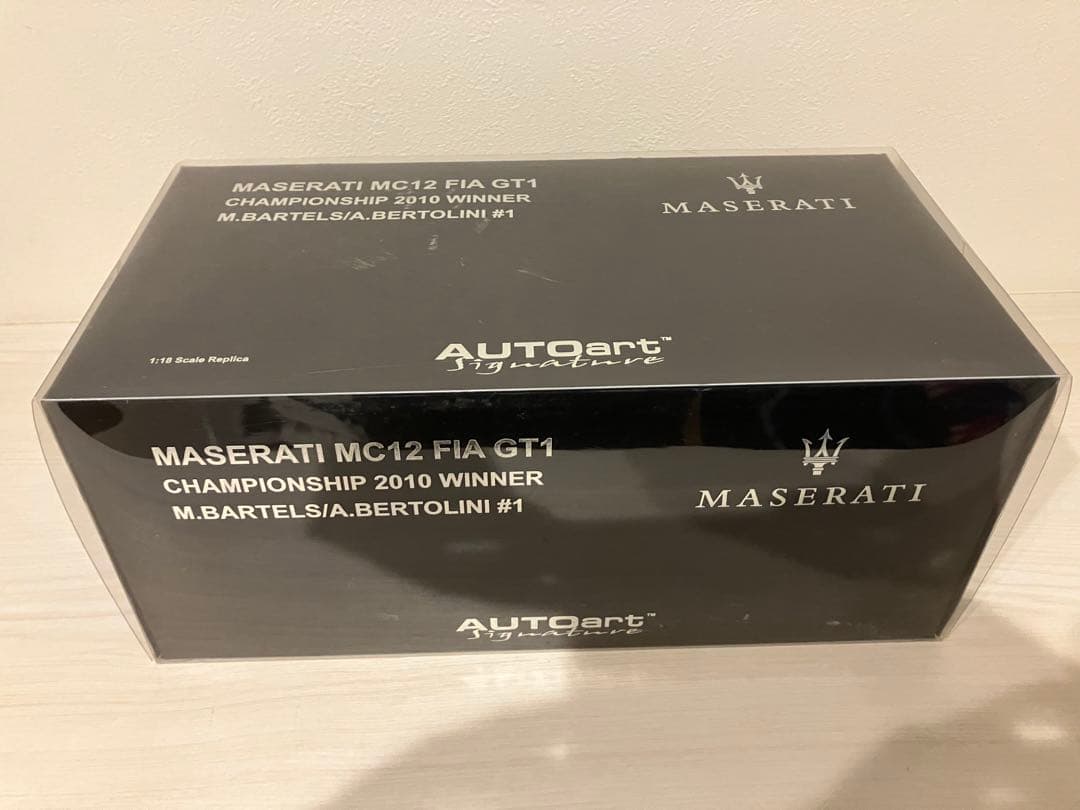 MASERATI MC12 FIA GT1
CHAMPIONSHIP 2010 WINNER
M.BARTELS/A.BERTOLINI #1
MASERATI
1:18 Scale Replica
AUTOart™
Signature
MASERATI MC12 FIA GT1
CHAMPIONSHIP 2010 WINNER
M.BARTELS/A.BERTOLINI #1
MASERATI
AUTOart™
Signature